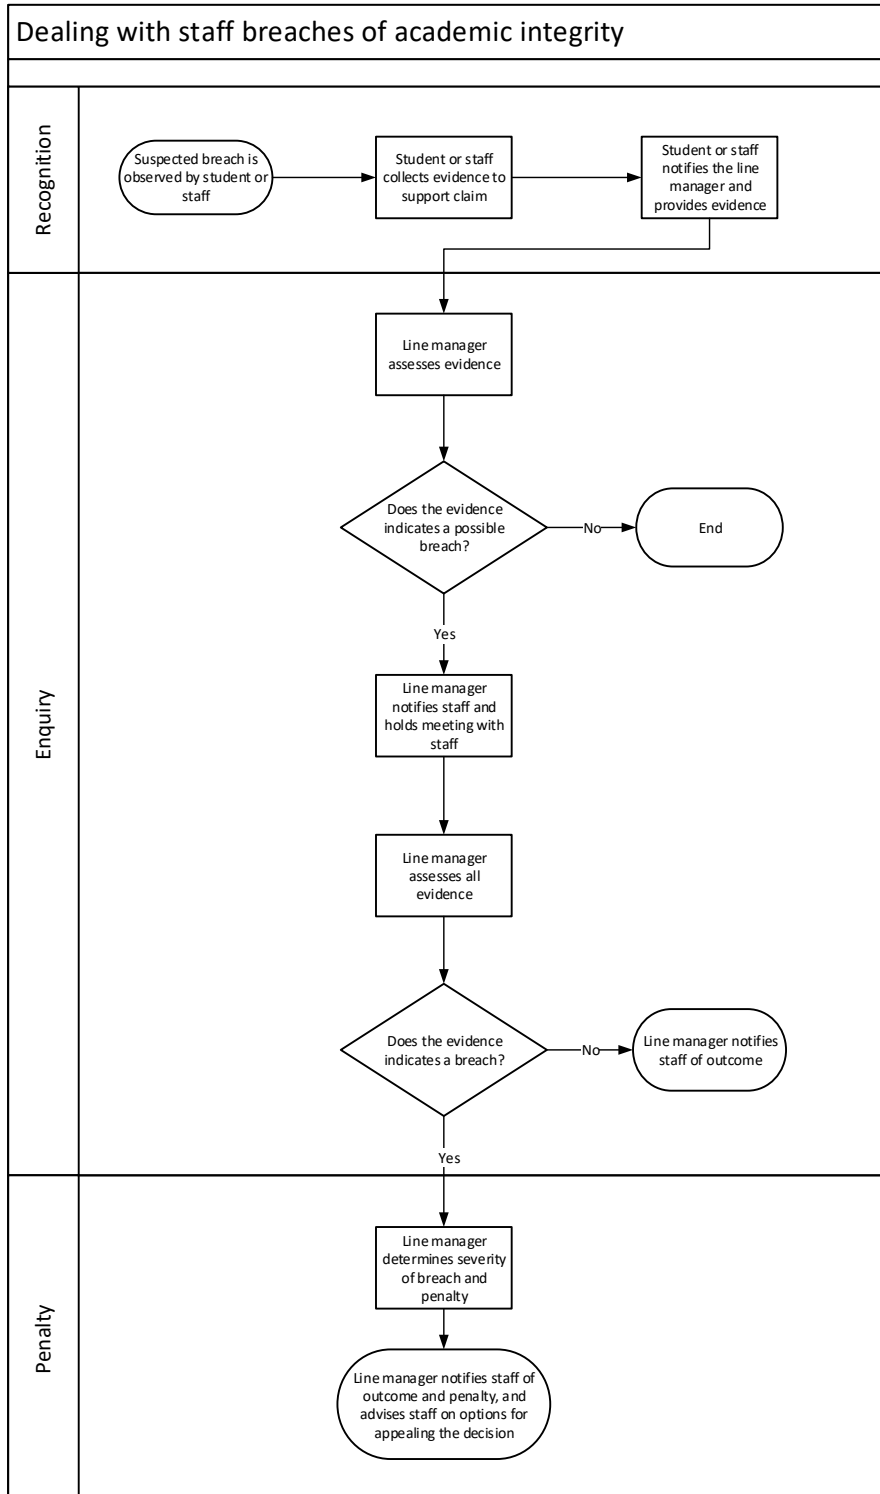 Dealing with staff breaches of academic integrity
Recognition
Suspected breach is
observed by student or
staff
Student or staff
collects evidence to
support claim
Student or staff
notifies the line
manager and
provides evidence
Enquiry
Line manager
assesses evidence
Does the evidence
indicates a possible
breach?
No
End
Yes
Line manager
notifies staff and
holds meeting with
staff
Line manager
assesses all
evidence
Does the evidence
indicates a breach?
No
Line manager notifies
staff of outcome
Yes
Penalty
Line manager
determines severity
of breach and
penalty
Line manager notifies staff of
outcome and penalty, and
advises staff on options for
appealing the decision